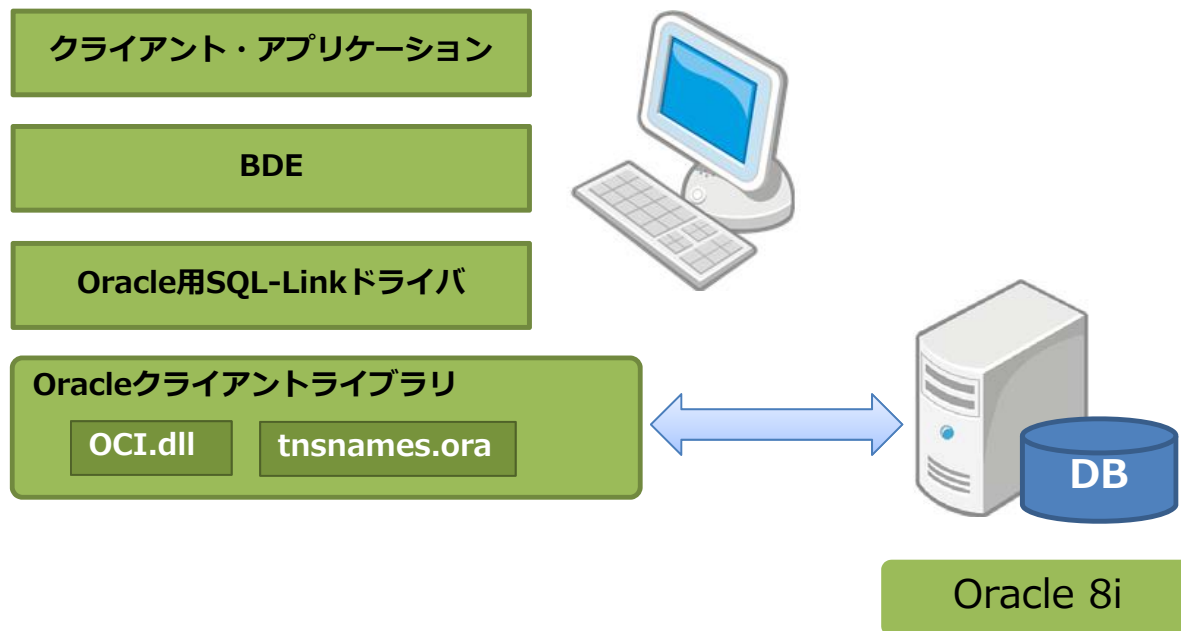 クライアント・アプリケーション
BDE
Oracle用SQL-Linkドライバ
Oracleクライアントライブラリ
OCI.dll
tnsnames.ora
DB
Oracle 8i